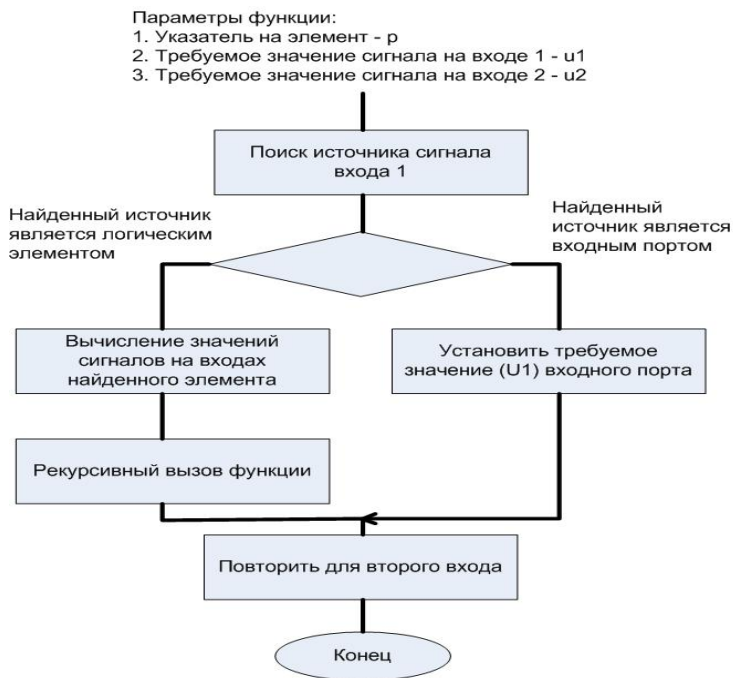 Параметры функции:
1. Указатель на элемент - p
2. Требуемое значение сигнала на входе 1 - u1
3. Требуемое значение сигнала на входе 2 - u2
Поиск источника сигнала
входа 1
Найденный источник
является логическим
элементом
Найденный
источник является
входным портом
Вычисление значений
сигналов на входах
найденного элемента
Установить требуемое
значение (U1) входного порта
Рекурсивный вызов функции
Повторить для второго входа
Конец